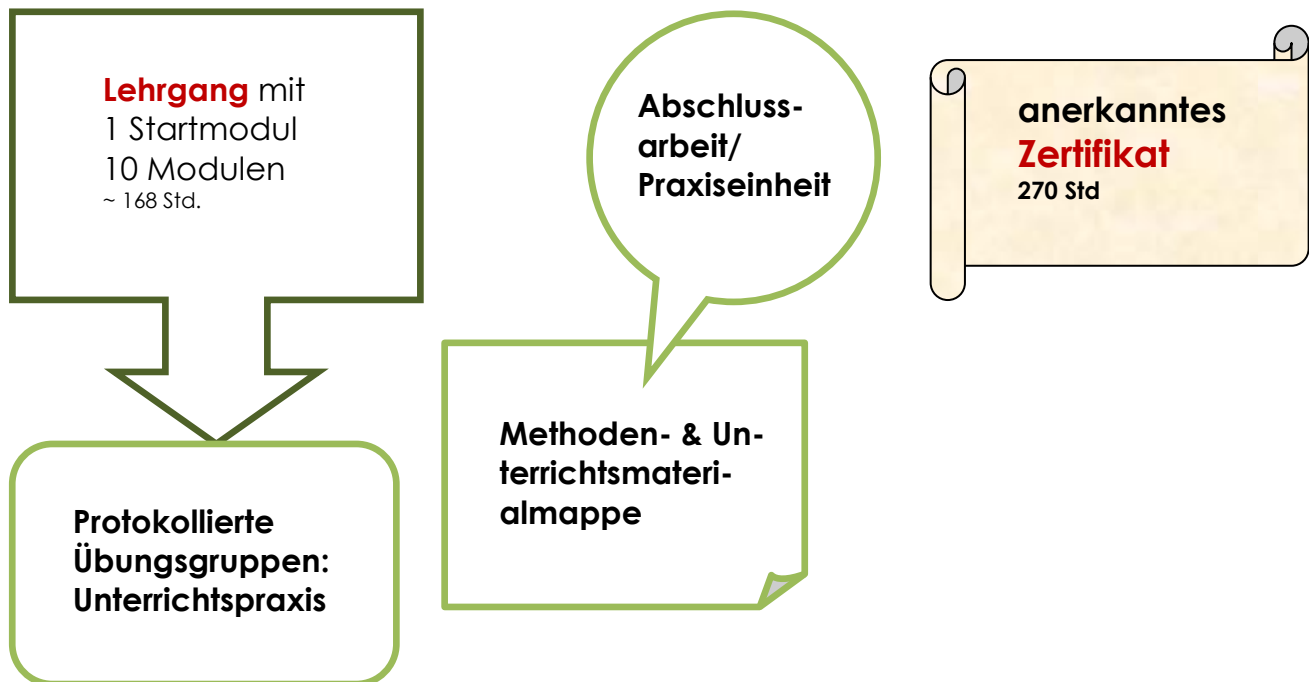 Lehrgang mit
1 Startmodul
10 Modulen
~ 168 Std.
Protokollierte
Übungsgruppen:
Unterrichtspraxis
Abschluss-
arbeit/
Praxiseinheit
Methoden- & Un-
terrichtsmateri-
almappe
anerkanntes
Zertifikat
270 Std